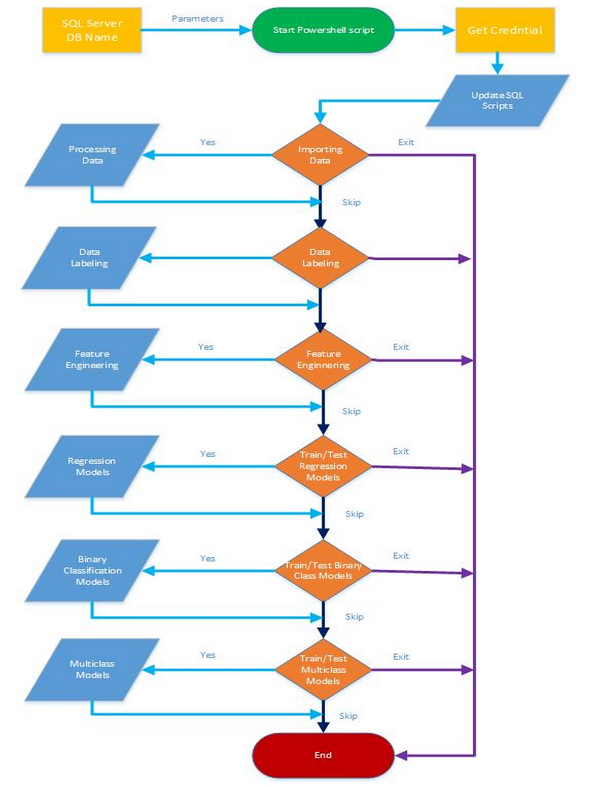 SQL Server
DB Name
Parameters
Start Powershell script
Get Credntial
Update SQL
Scripts
Processing
Data
Yes
Importing
Data
Exit
Skip
Data
Labeling
Data
Labeling
Feature
Engineering
Yes
Feature
Enginnering
Exit
Skip
Regression
Models
Yes
Train/Test
Regression
Models
Exit
Skip
Binary
Classification
Models
Yes
Train/Test Binary
Class Models
Exit
Skip
Multiclass
Models
Yes
Train/Test
Multiclass
Models
Exit
Skip
End